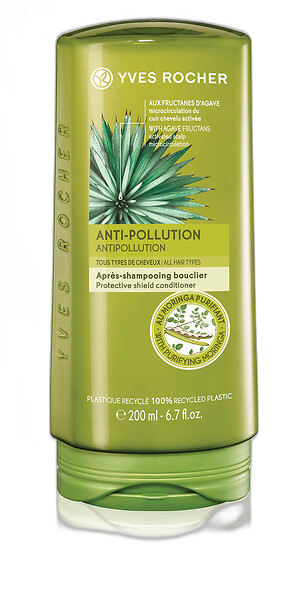 YVES ROCHER
AUX FRUCTANES D'AGAVE
microcirculation du
cuir chevelu activée
WITH AGAVE FRUCTANS
activated scalp
microcirculation
ANTI-POLLUTION
ANTIPOLLUTION
TOUS TYPES DE CHEVEUX | ALL HAIR TYPES
Après-shampooing bouclier
Protective shield conditioner
AU MORINGA PURIFIANT
WITH PURIFYING MORINGA
PLASTIQUE RECYCLÉ 100% RECYCLED PLASTIC
℮ 200 ml - 6.7 fl.oz.
YVES ROCHER